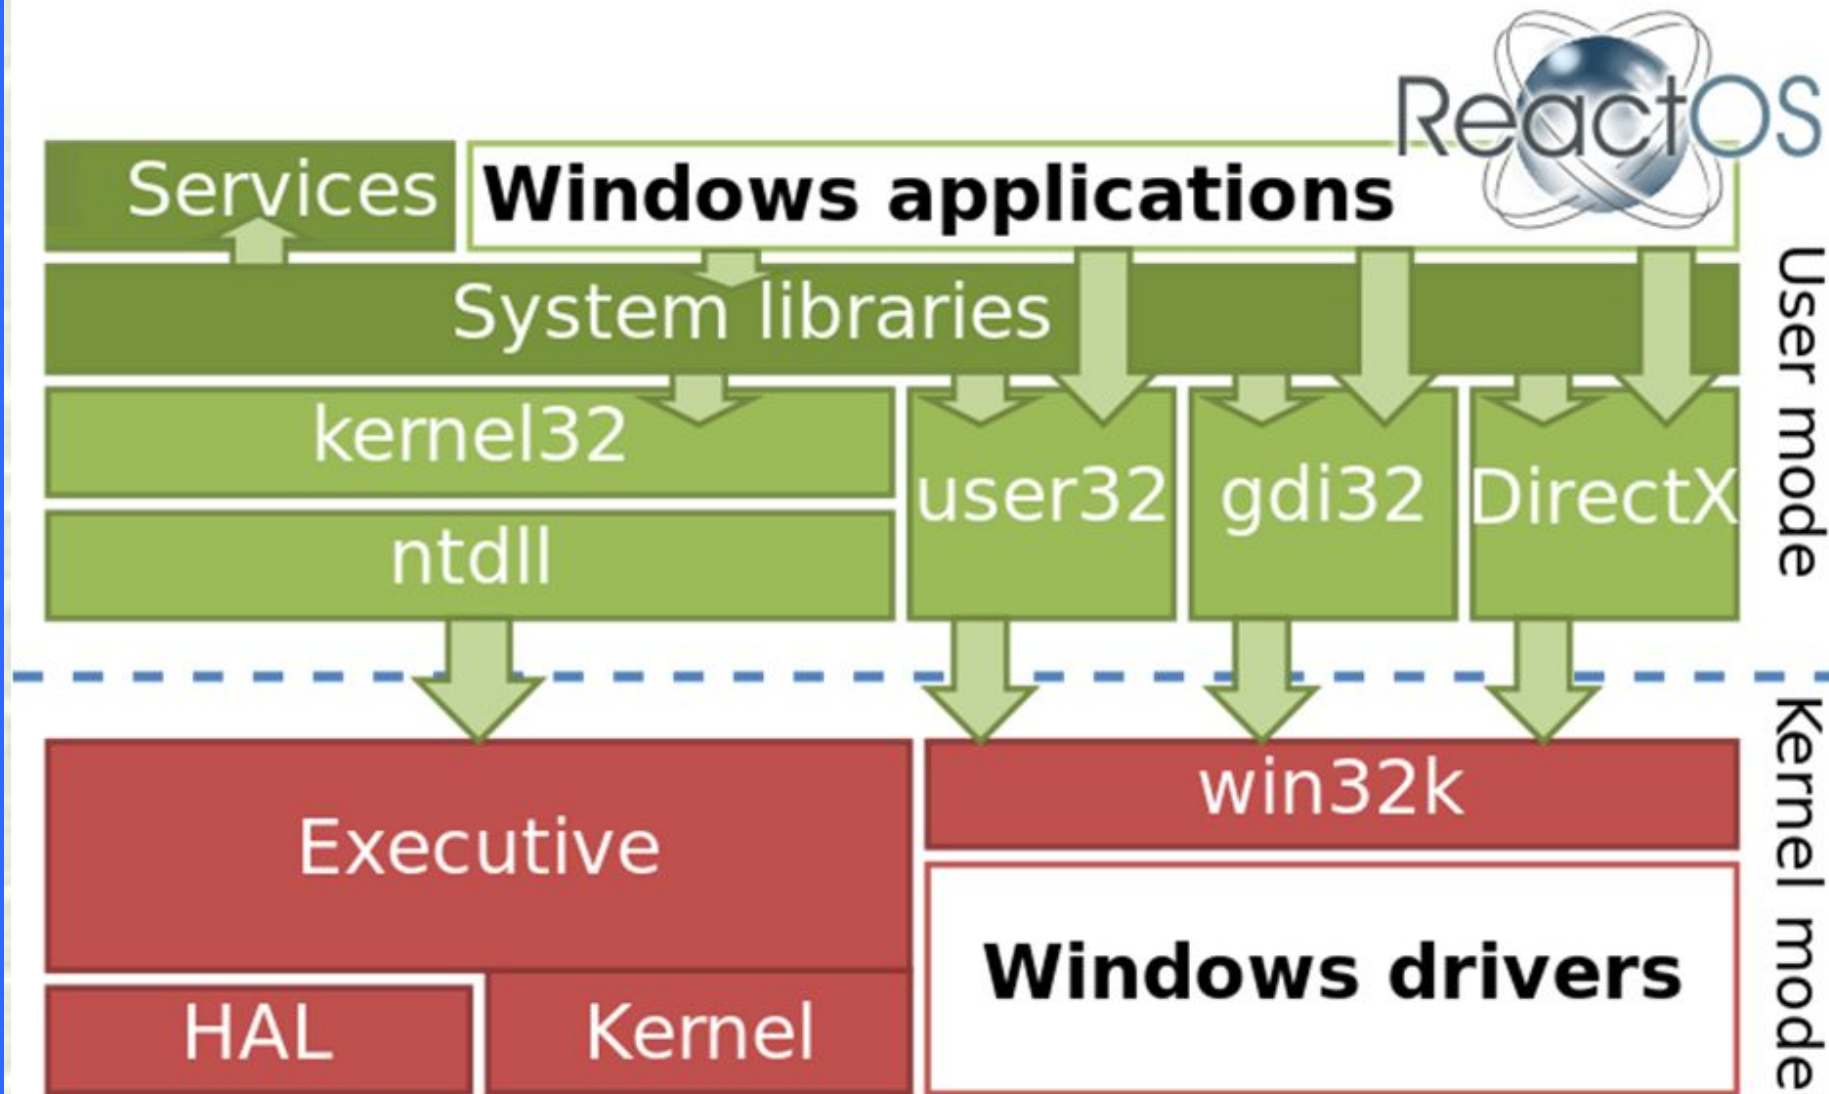 ReactOS
Services
Windows applications
System libraries
kernel32
user32
gdi32
DirectX
ntdll
User mode
Executive
win32k
Windows drivers
HAL
Kernel
Kernel mode